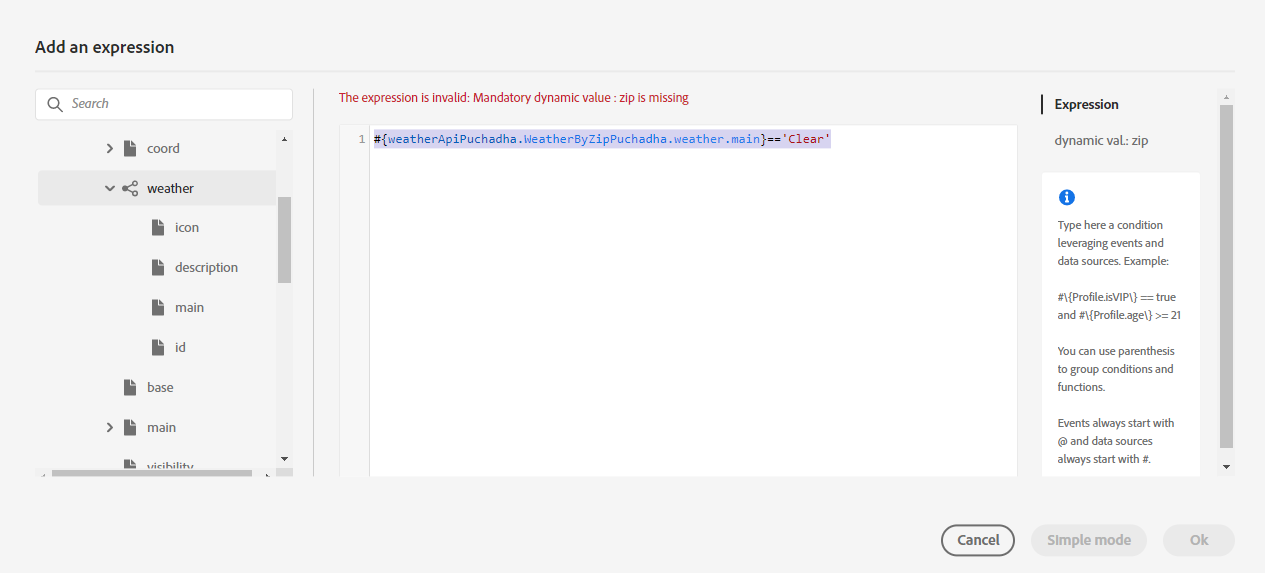 Add an expression
Search
coord
weather
icon
description
main
id
base
main
visibility
The expression is invalid: Mandatory dynamic value : zip is missing
1 #{weatherApiPuchadha.WeatherByZipPuchadha.weather.main}=='Clear'
Expression
dynamic val.: zip
Type here a condition
leveraging events and
data sources. Example:
#\{Profile.isVIP\} == true
and #\{Profile.age\} >= 21
You can use parenthesis
to group conditions and
functions.
Events always start with
@ and data sources
always start with #.
Cancel
Simple mode
Ok